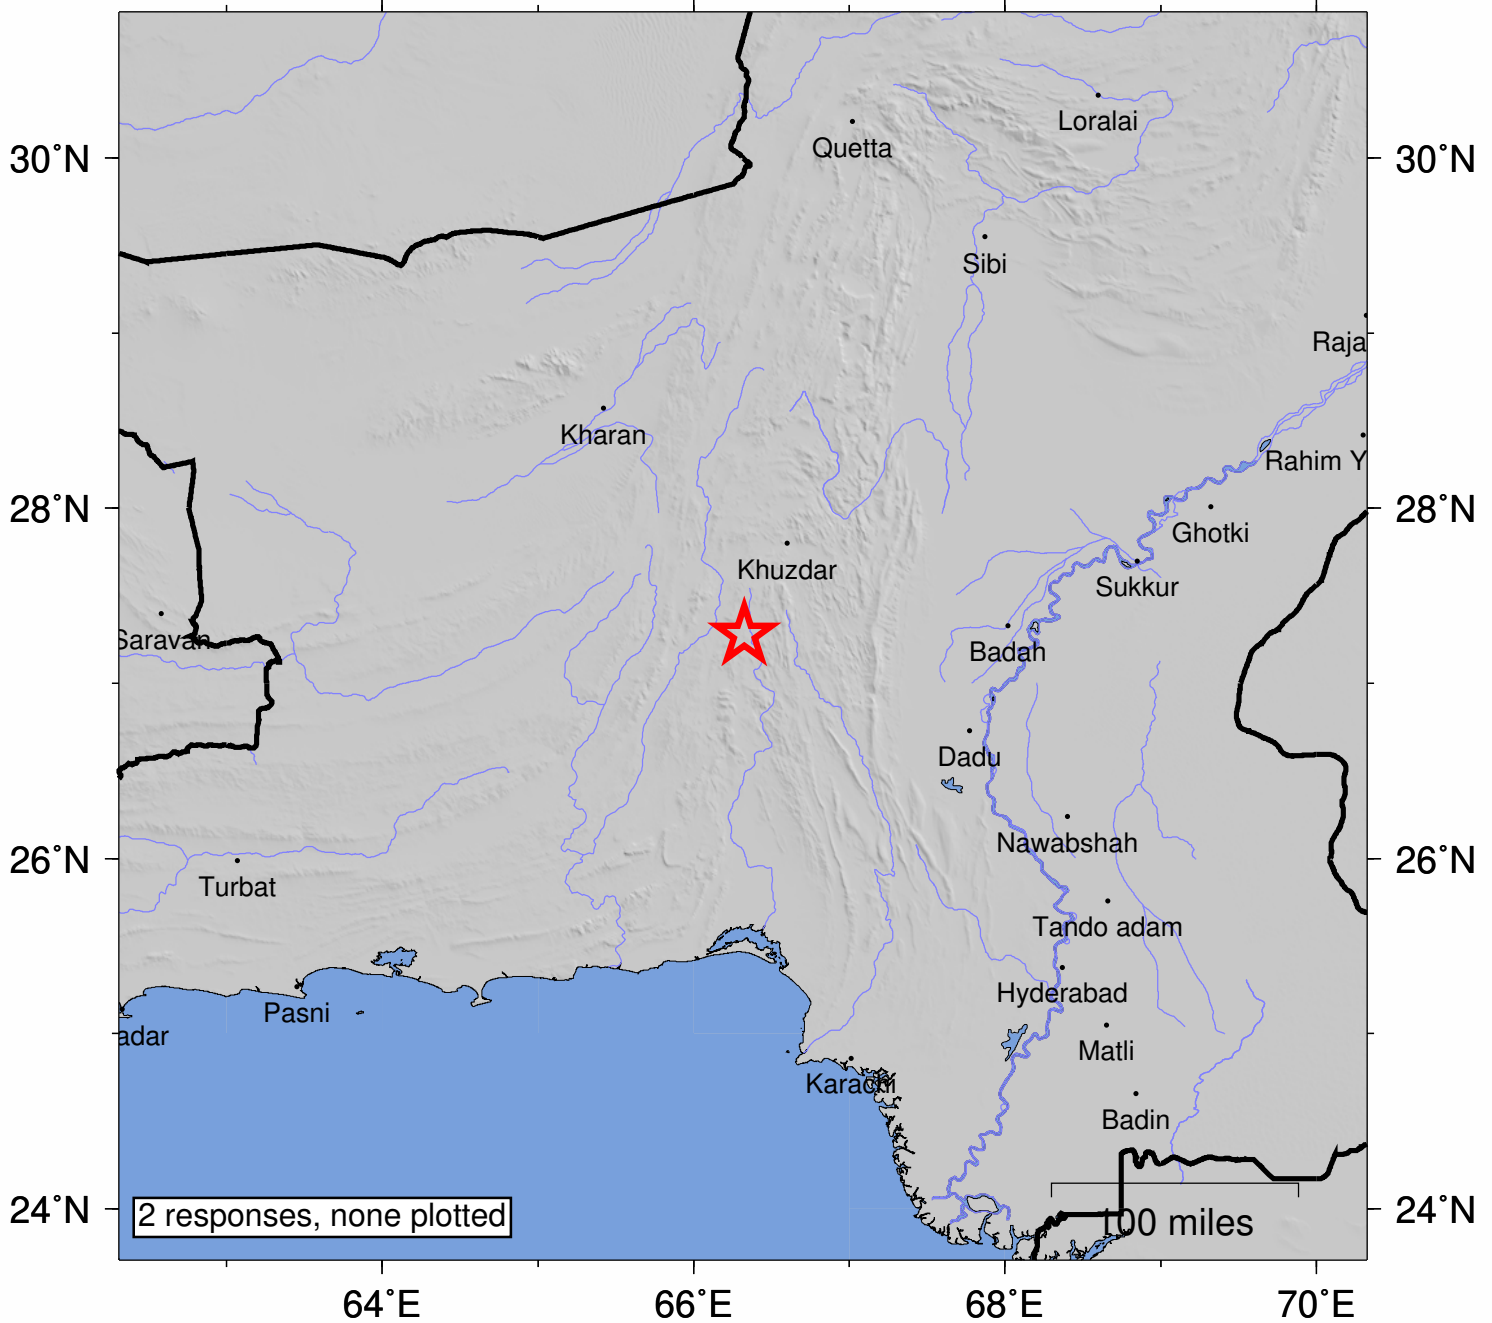 Loralai
Quetta
30°N
30°N
Sibi
Raja
Kharan
Rahim Y
28°N
28°N
Ghotki
Khuzdar
Sukkur
Saravan
Badah
Dadu
Nawabshah
26°N
26°N
Turbat
Tando adam
Hyderabad
Pasni
adar
Matli
Karachi
Badin
24°N
2 responses, none plotted
100 miles
24°N
64°E
66°E
68°E
70°E